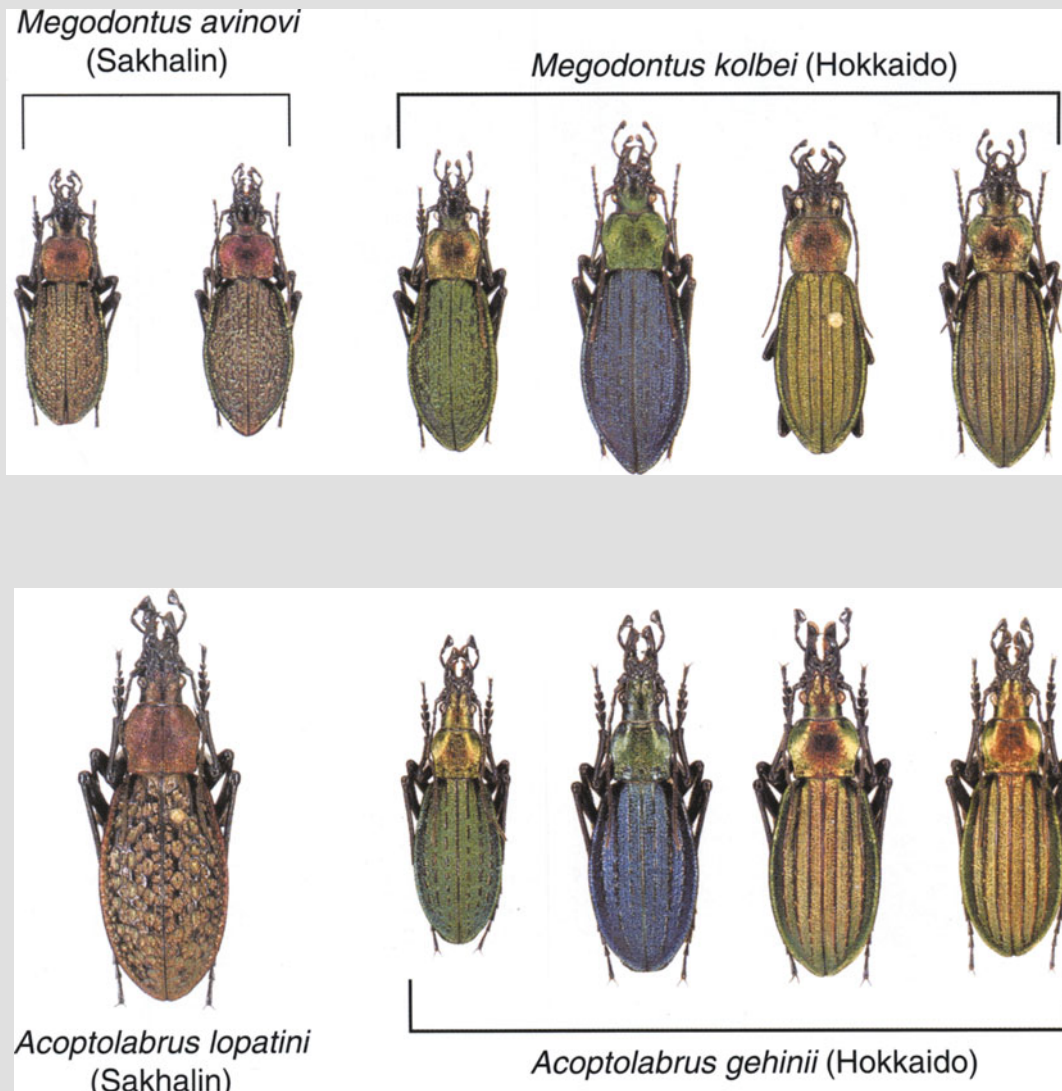 Megodontus avinovi
(Sakhalin)
Megodontus kolbei (Hokkaido)
Acoptolabrus lopatini
(Sakhalin)
Acoptolabrus gehinii (Hokkaido)